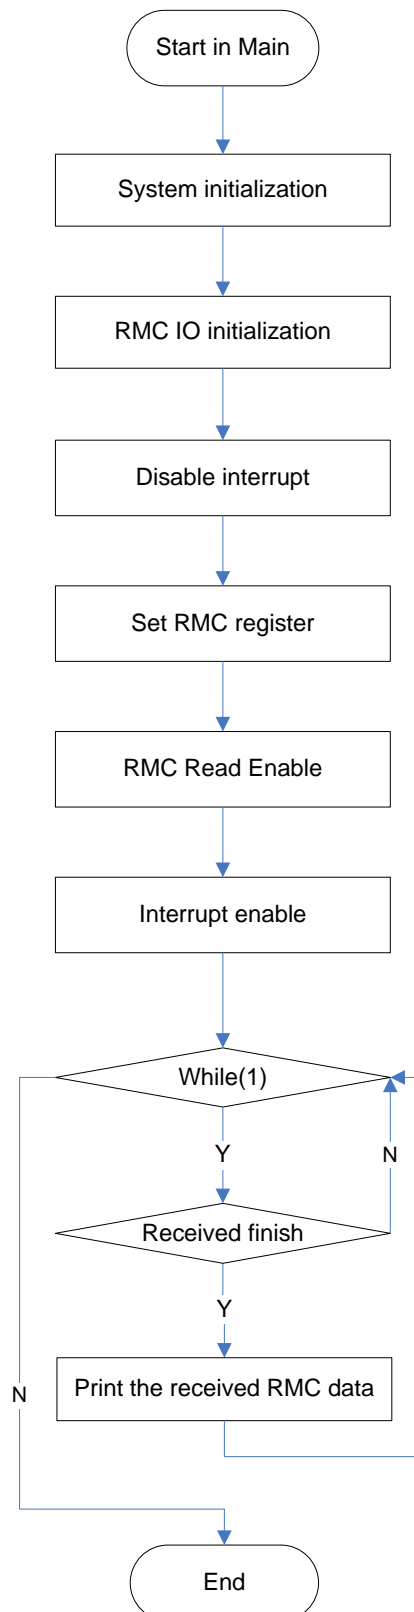 Start in Main
System initialization
RMC IO initialization
Disable interrupt
Set RMC register
RMC Read Enable
Interrupt enable
While(1)
Y
N
Received finish
Y
Print the received RMC data
N
End